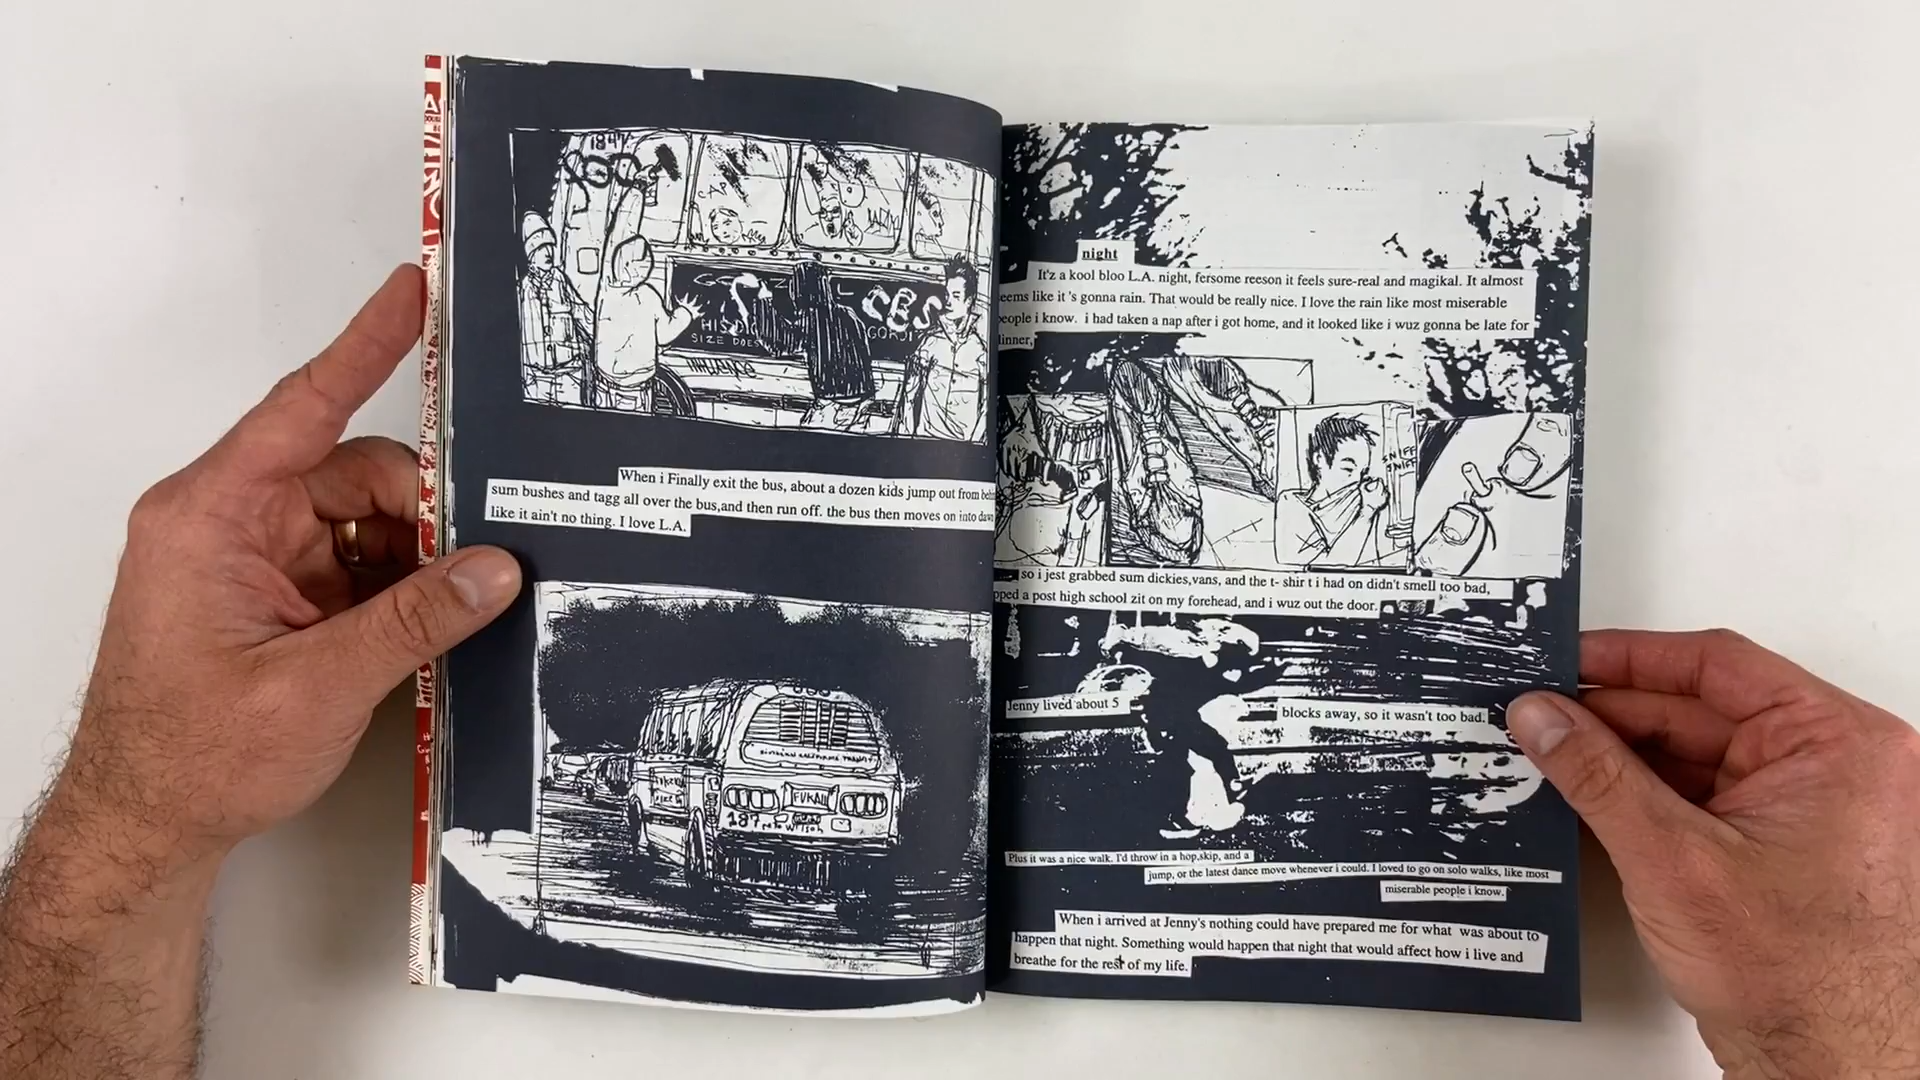 184
CAP
CBS
HIS DIC
SIZE DOES
When i Finally exit the bus, about a dozen kids jump out from
sum bushes and tagg all over the bus,and then run off. the bus then moves on into
like it ain't no thing. I love L.A.
FUKALL
187
night
It'z a kool bloo L.A. night, fersome reeson it feels sure-real and magikal. It almost
eems like it's gonna rain. That would be really nice. I love the rain like most miserable
eople i know. i had taken a nap after i got home, and it looked like i wuz gonna be late for
inner,
SNIFF
SNIFF
so i jest grabbed sum dickies,vans, and the t- shir t i had on didn't smell too bad,
pped a post high school zit on my forehead, and i wuz out the door.
Jenny lived about 5 blocks away, so it wasn't too bad.
Plus it was a nice walk. I'd throw in a hop,skip, and a
jump, or the latest dance move whenever i could. I loved to go on solo walks, like most
miserable people i know.
When i arrived at Jenny's nothing could have prepared me for what was about to
happen that night. Something would happen that night that would affect how i live and
breathe for the rest of my life.